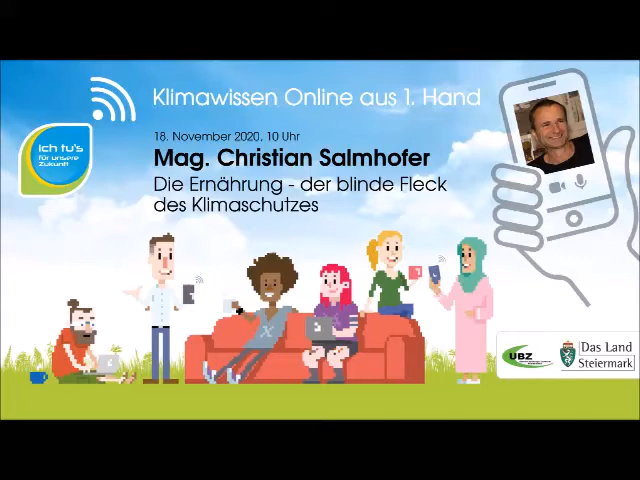 Klimawissen Online aus 1. Hand
18. November 2020, 10 Uhr
Mag. Christian Salmhofer
Die Ernährung - der blinde Fleck
des Klimaschutzes
Ich tu's
für unsere
Zukunft
UBZ
Das Land
Steiermark